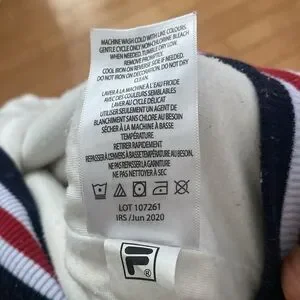 MACHINE WASH COLD WITH LIKE COLOURS.
GENTLE CYCLE ONLY NON-CHLORINE BLEACH
WHEN NEEDED. TUMBLE DRY LOW.
REMOVE PROMPTLY.
COOL IRON ON REVERSE SIDE IF NEEDED.
DO NOT IRON ON TRIM.
DO NOT DRY CLEAN.
LAVER À LA MACHINE À L'EAU FROIDE
AVEC DES COULEURS SEMBLABLES
LAVER AU CYCLE DÉLICAT
UTILISER SEULEMENT UN AGENT DE
BLANCHIMENT SANS CHLORE AU BESOIN
SÉCHER À LA MACHINE À BASSE
TEMPÉRATURE
RETIRER RAPIDEMENT
REPASSER À L'ENVERS À BASSE TEMPÉRATURE AU BESOIN.
NE PAS REPASSER LA GARNITURE
NE PAS NETTOYER À SEC
LOT 107261
IRS / Jun 2020
F
®